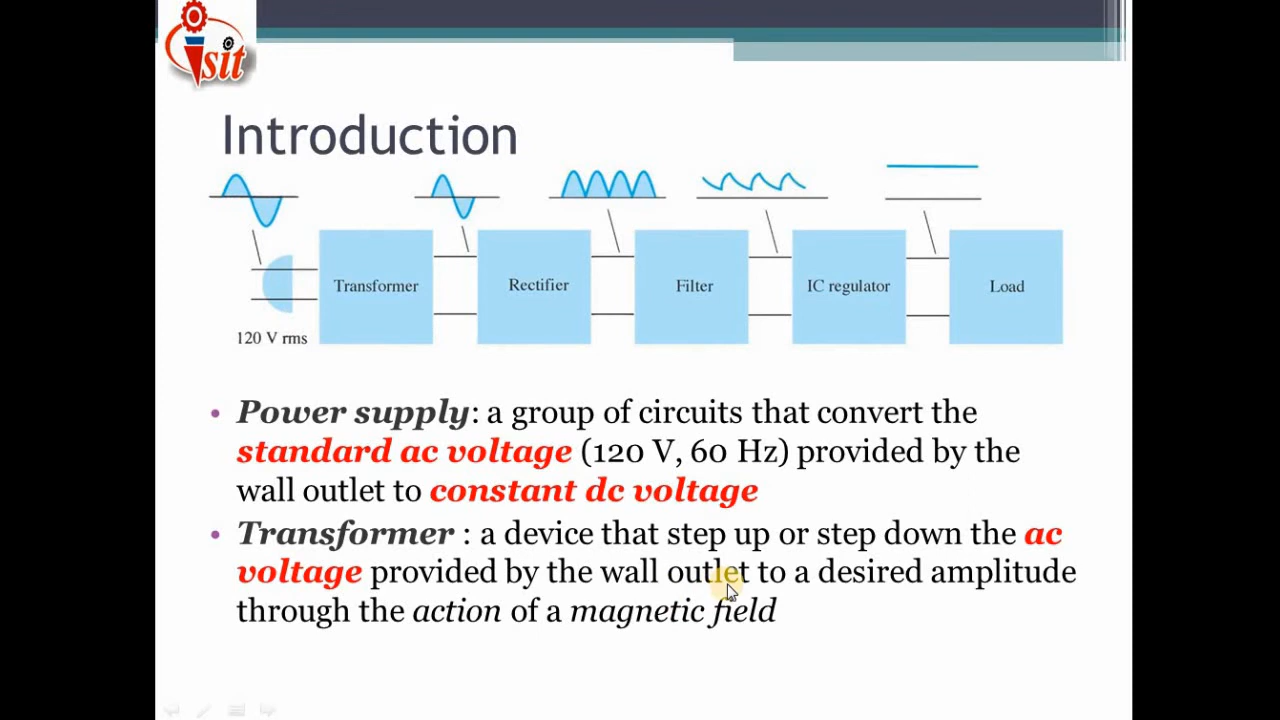 isit
Introduction
Transformer
Rectifier
Filter
IC regulator
Load
120 V rms
• Power supply: a group of circuits that convert the
standard ac voltage (120 V, 60 Hz) provided by the
wall outlet to constant dc voltage
• Transformer : a device that step up or step down the ac
voltage provided by the wall outlet to a desired amplitude
through the action of a magnetic field